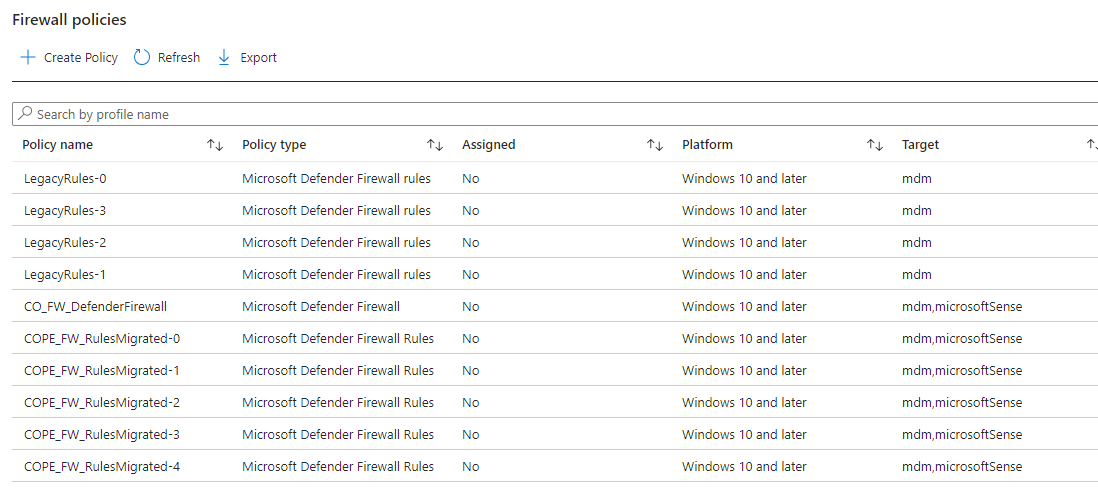 Firewall policies
Create Policy Refresh Export
Search by profile name
Policy name Policy type Assigned Platform Target
LegacyRules-0 Microsoft Defender Firewall rules No Windows 10 and later mdm
LegacyRules-3 Microsoft Defender Firewall rules No Windows 10 and later mdm
LegacyRules-2 Microsoft Defender Firewall rules No Windows 10 and later mdm
LegacyRules-1 Microsoft Defender Firewall rules No Windows 10 and later mdm
CO_FW_DefenderFirewall Microsoft Defender Firewall No Windows 10 and later mdm,microsoftSense
COPE_FW_RulesMigrated-0 Microsoft Defender Firewall Rules No Windows 10 and later mdm,microsoftSense
COPE_FW_RulesMigrated-1 Microsoft Defender Firewall Rules No Windows 10 and later mdm,microsoftSense
COPE_FW_RulesMigrated-2 Microsoft Defender Firewall Rules No Windows 10 and later mdm,microsoftSense
COPE_FW_RulesMigrated-3 Microsoft Defender Firewall Rules No Windows 10 and later mdm,microsoftSense
COPE_FW_RulesMigrated-4 Microsoft Defender Firewall Rules No Windows 10 and later mdm,microsoftSense